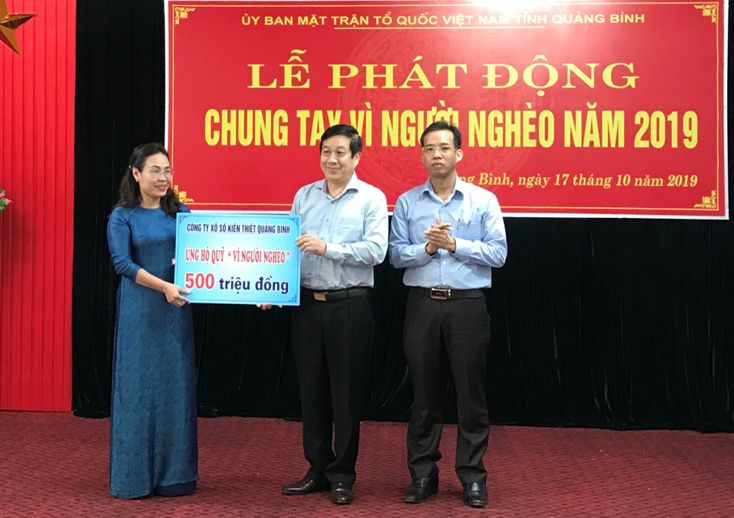 ỦY BAN MẶT TRẬN TỔ QUỐC VIỆT NAM TỈNH QUẢNG BÌNH
LỄ PHÁT ĐỘNG
CHUNG TAY VÌ NGƯỜI NGHÈO NĂM 2019
Bình, ngày 17 tháng 10 năm 2019
CÔNG TY XỔ SỐ KIẾN THIẾT QUẢNG BÌNH
ỦNG HỘ QUỸ "VÌ NGƯỜI NGHÈO"
500 triệu đồng